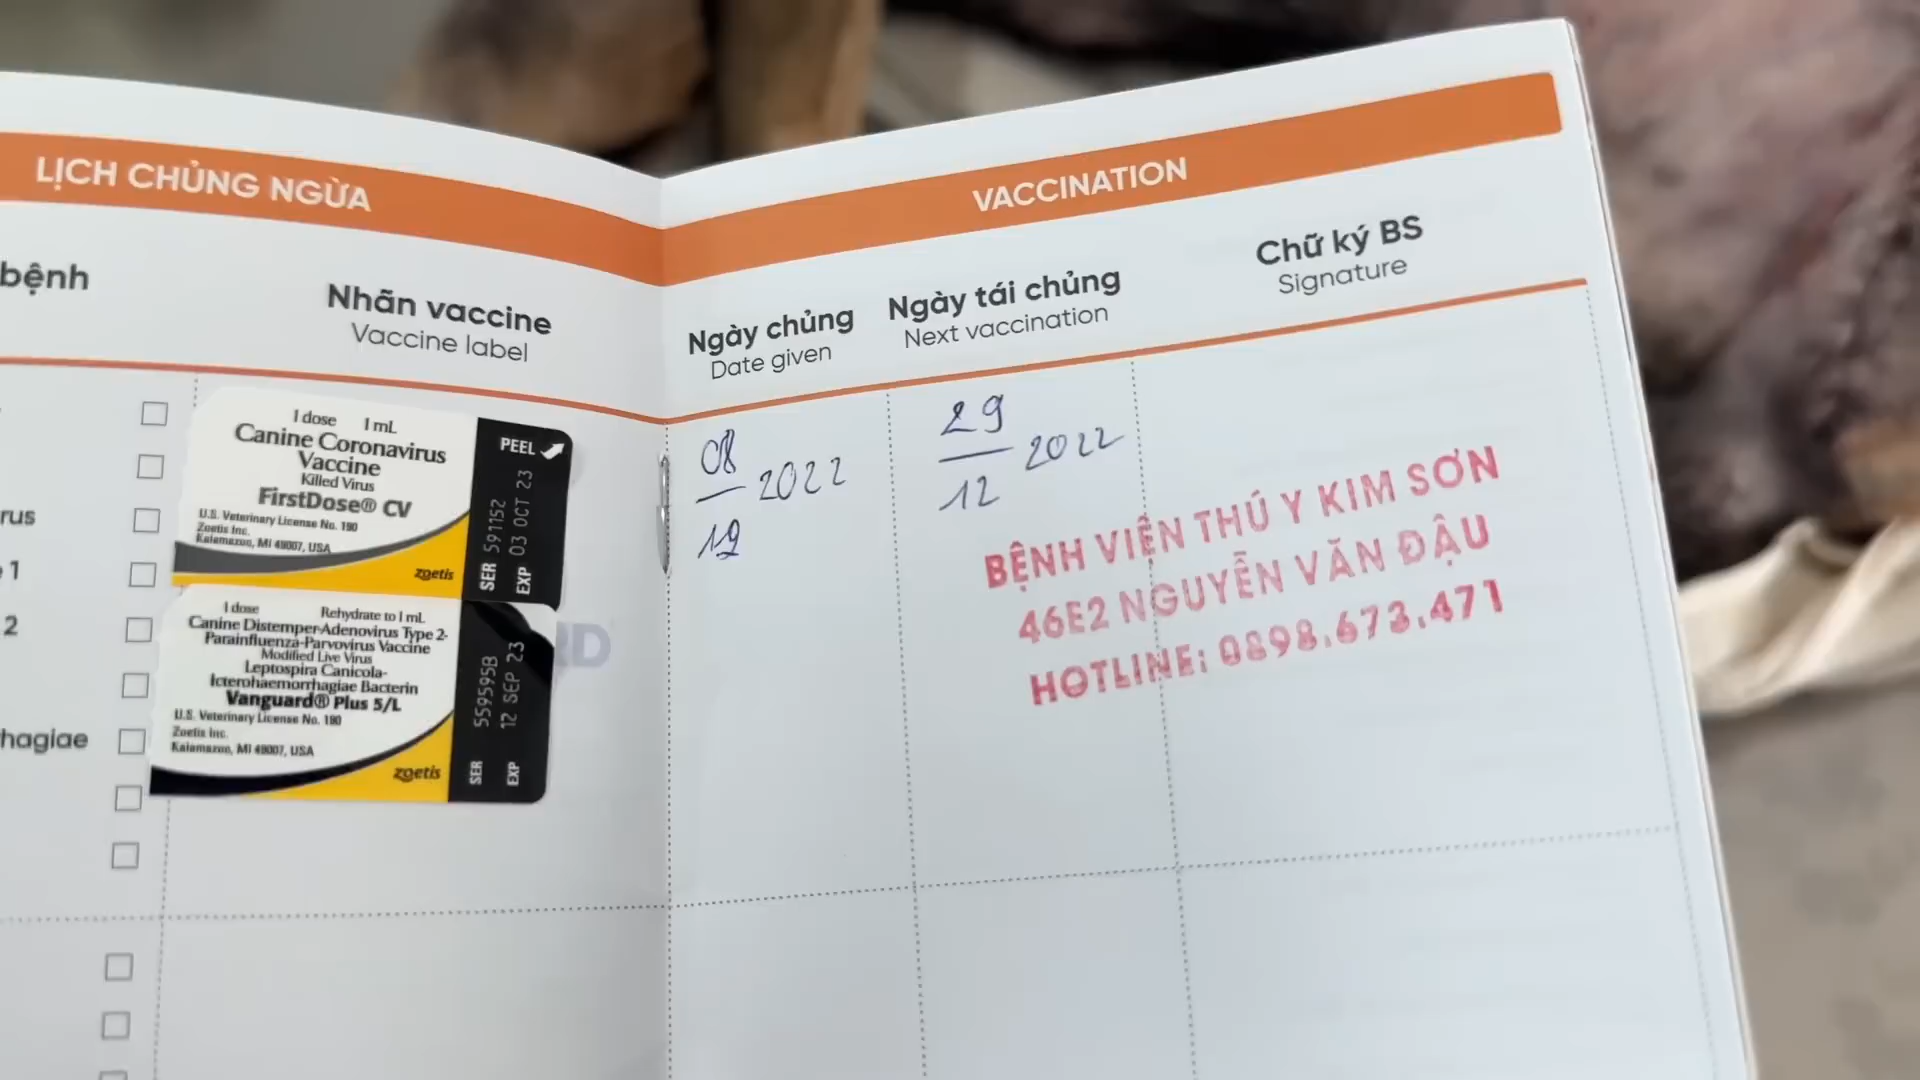 LỊCH CHỦNG NGỪA
bệnh
Nhãn vaccine
Vaccine label
rus
1
2
hagiae
1 dose 1 mL
Canine Coronavirus
Vaccine
Killed Virus
FirstDose® CV
U.S. Veterinary License No. 190
Zoetis Inc.
Kalamazoo, MI 49007, USA
zoetis
PEEL
SER 591152
EXP 03 OCT 23
1 dose Rehydrate to 1 mL
Canine Distemper-Adenovirus Type 2-
Parainfluenza-Parvovirus Vaccine
Modified Live Virus
Leptospira Canicola-
Icterohaemorrhagiae Bacterin
Vanguard® Plus 5/L
U.S. Veterinary License No. 190
Zoetis Inc.
Kalamazoo, MI 49007, USA
zoetis
SER 559595B
EXP 12 SEP 23
RD
VACCINATION
Ngày chủng
Date given
Ngày tái chủng
Next vaccination
Chữ ký BS
Signature
08
2022
12
29
2022
12
BỆNH VIỆN THÚ Y KIM SƠN
46E2 NGUYỄN VĂN ĐẬU
HOTLINE: 0898.673.471